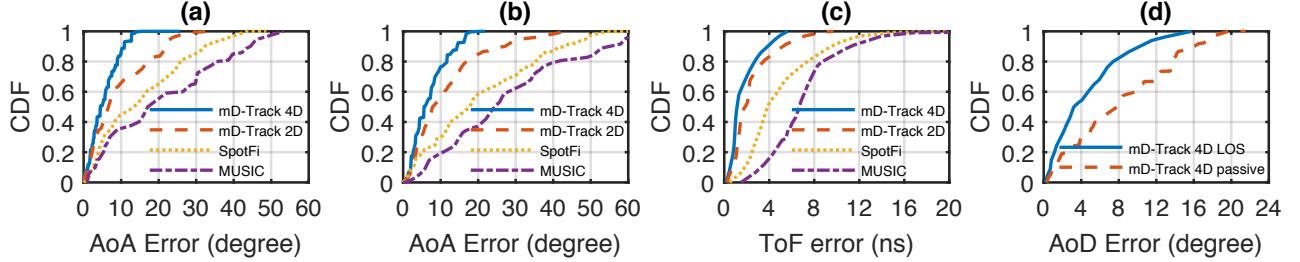 (a)
CDF
1
0.8
0.6
0.4
0.2
0
mD-Track 4D
mD-Track 2D
SpotFi
MUSIC
0 10 20 30 40 50 60
AoA Error (degree)
(b)
CDF
1
0.8
0.6
0.4
0.2
0
mD-Track 4D
mD-Track 2D
SpotFi
MUSIC
0 10 20 30 40 50 60
AoA Error (degree)
(c)
CDF
1
0.8
0.6
0.4
0.2
0
mD-Track 4D
mD-Track 2D
SpotFi
MUSIC
0 4 8 12 16 20
ToF error (ns)
(d)
CDF
1
0.8
0.6
0.4
0.2
0
mD-Track 4D LOS
mD-Track 4D passive
0 4 8 12 16 20 24
AoD Error (degree)